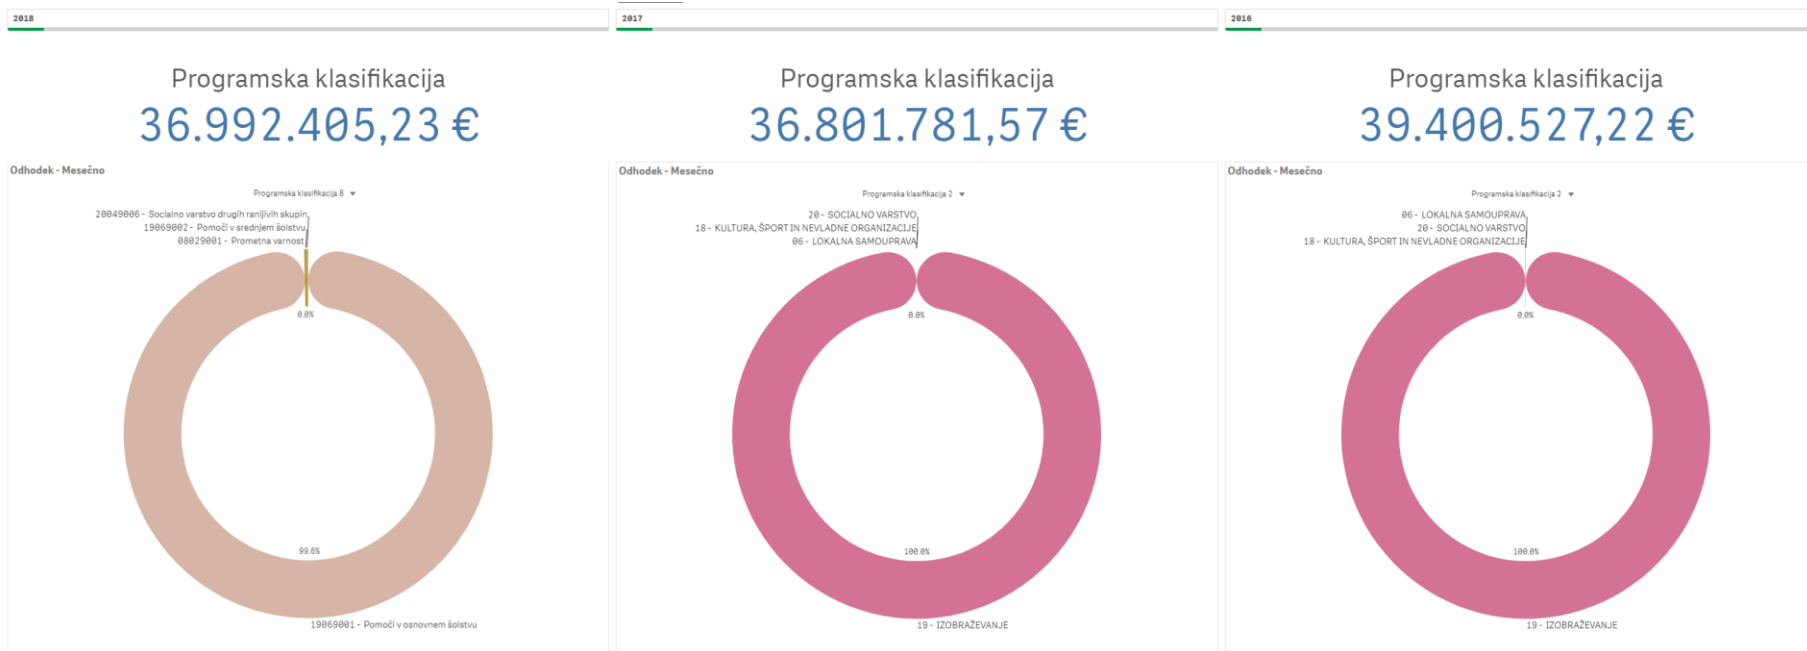 2018
Programska klasifikacija
36.992.405,23 €
Odhodek - Mesečno
Programska klasifikacija 8
20049006 - Socialno varstvo drugih ranljivih skupin
19069002 - Pomoči v srednjem šolstvu
08029001 - Prometna varnost
0.0%
99.6%
19069001 - Pomoči v osnovnem šolstvu
2017
Programska klasifikacija
36.801.781,57 €
Odhodek - Mesečno
Programska klasifikacija 2
20 - SOCIALNO VARSTVO
18 - KULTURA, ŠPORT IN NEVLADNE ORGANIZACIJE
06 - LOKALNA SAMOUPRAVA
0.0%
100.0%
19 - IZOBRAŽEVANJE
2016
Programska klasifikacija
39.400.527,22 €
Odhodek - Mesečno
Programska klasifikacija 2
06 - LOKALNA SAMOUPRAVA
20 - SOCIALNO VARSTVO
18 - KULTURA, ŠPORT IN NEVLADNE ORGANIZACIJE
0.0%
100.0%
19 - IZOBRAŽEVANJE